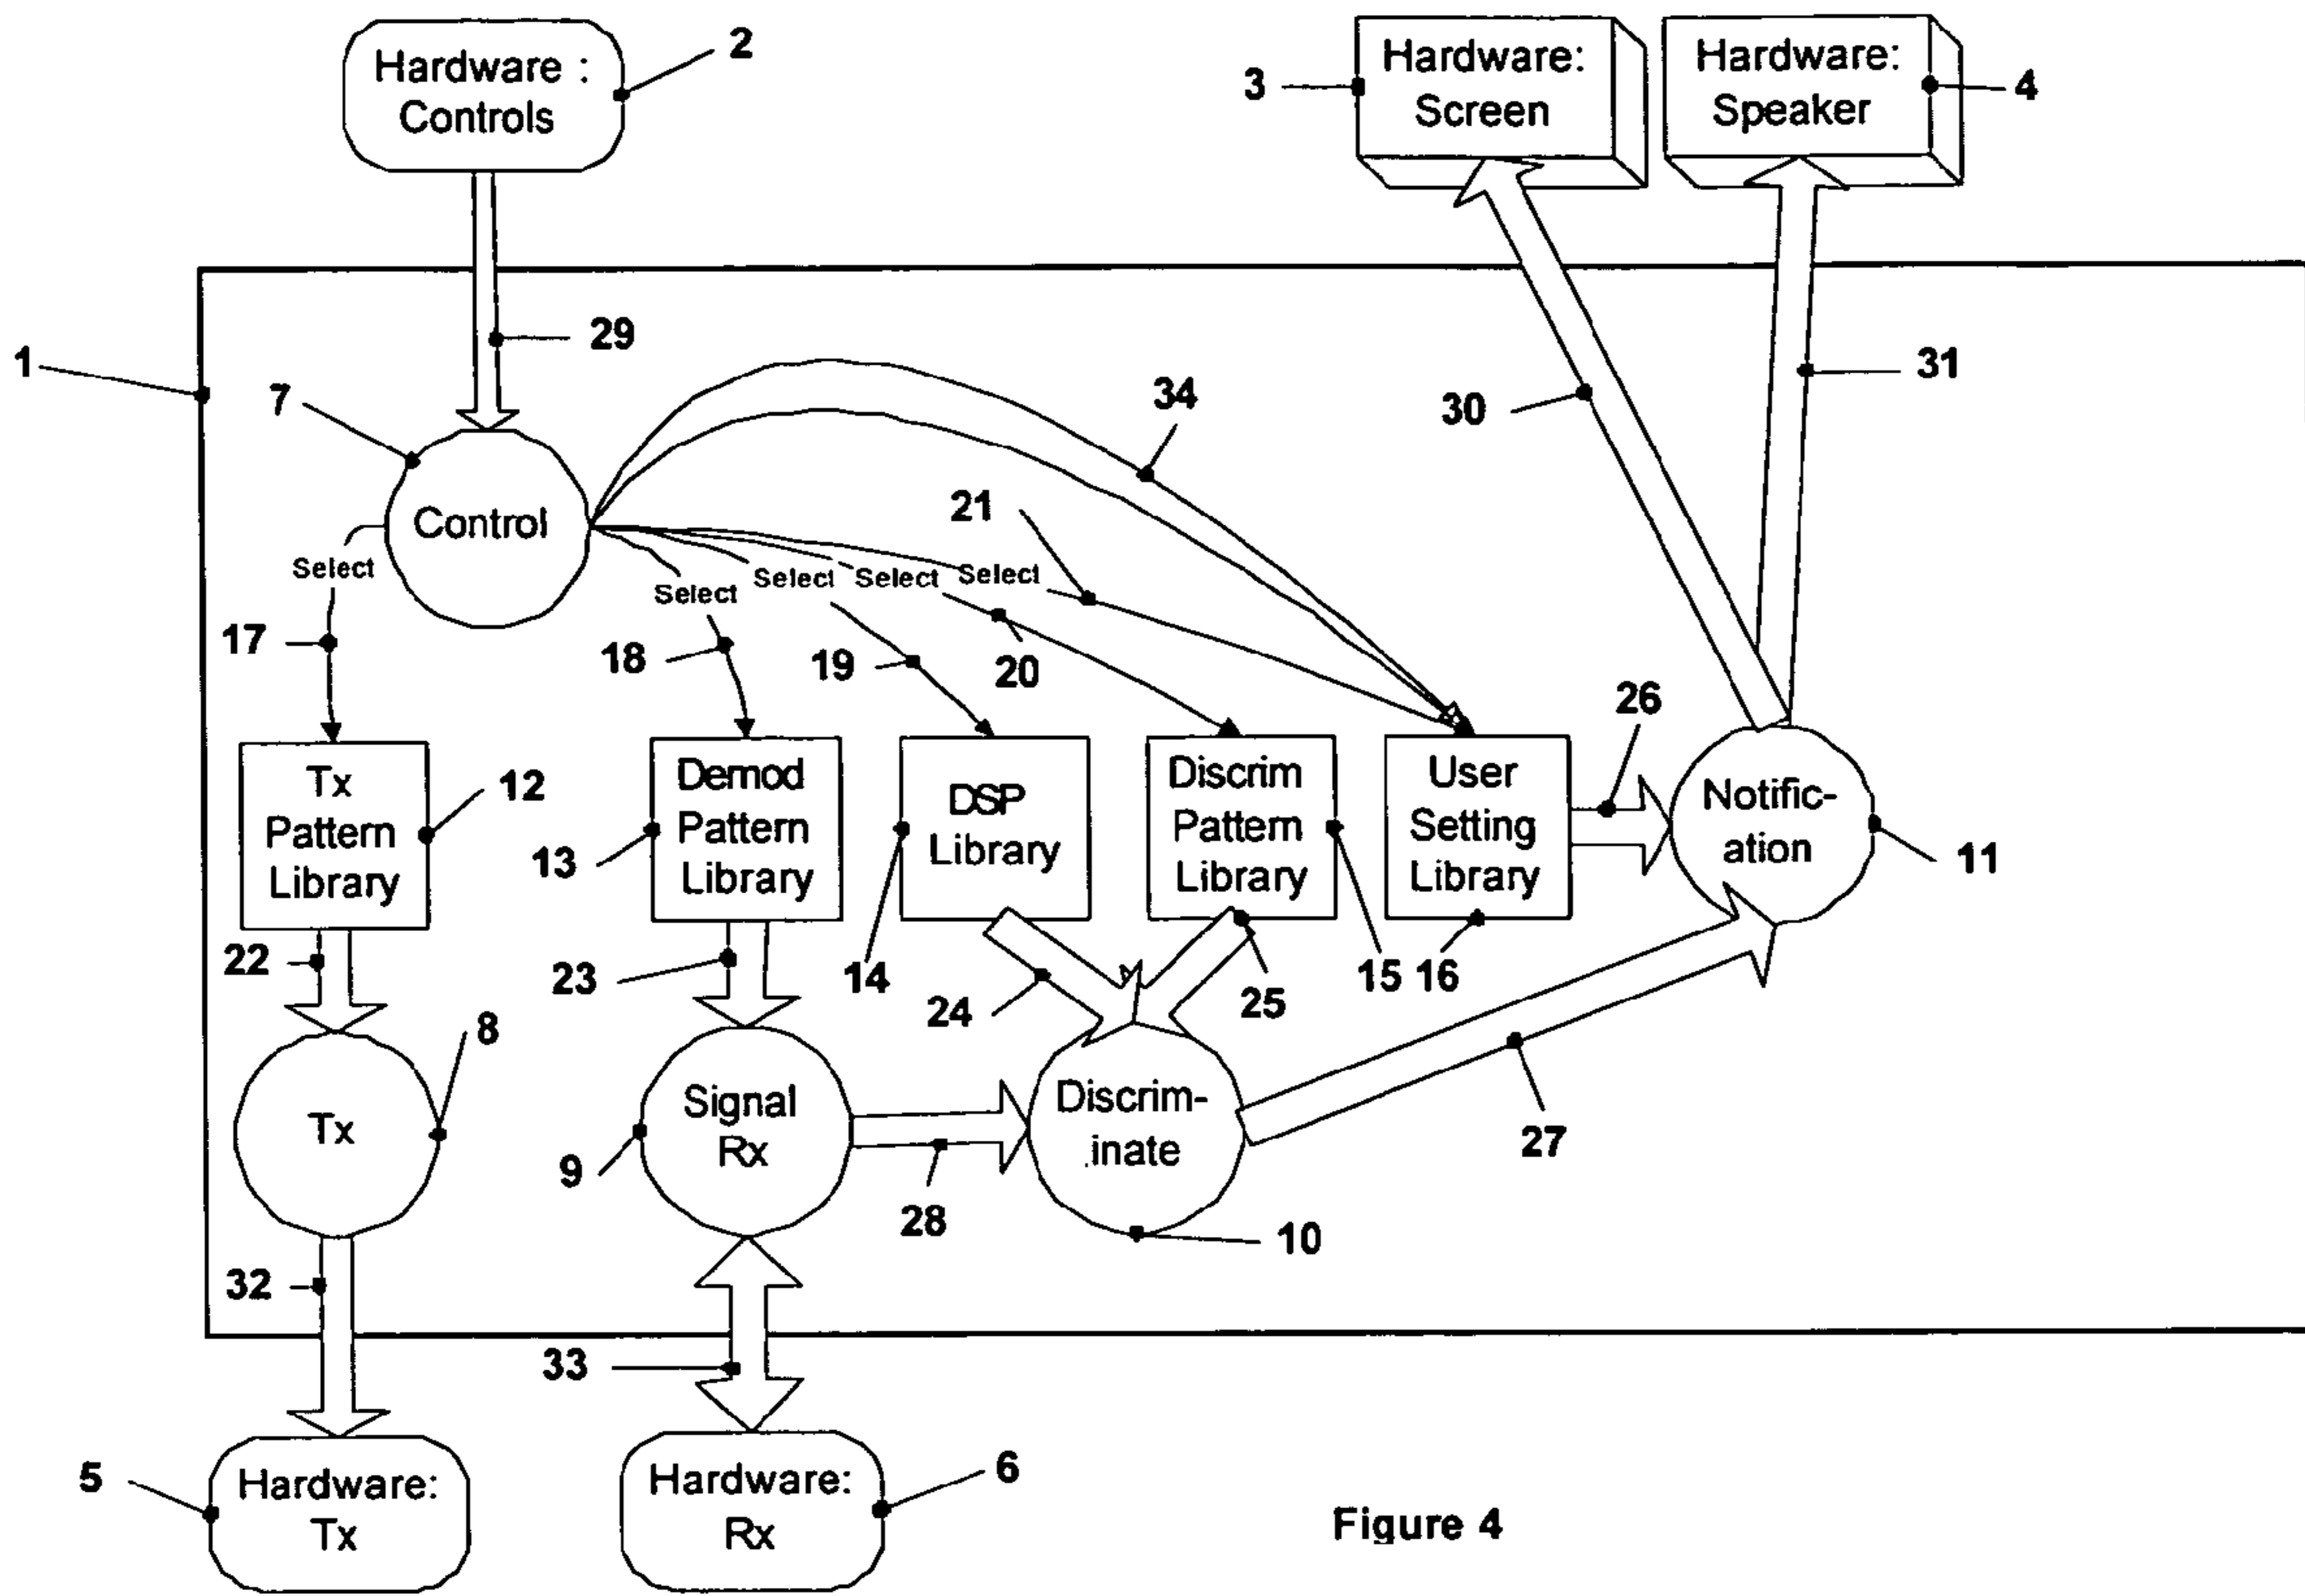 Hardware :
Controls
2
3
Hardware:
Screen
Hardware:
Speaker
4
1
29
7
34
30
31
Control
21
Select
Select
Select
Select
Select
17
18
19
20
26
Tx
Pattern
Library
12
Demod
Pattern
Library
13
DSP
Library
Discrim
Pattern
Library
User
Setting
Library
Notific-
ation
11
22
23
14
24
25
15
16
8
Tx
Signal
Rx
9
28
Discrim-
inate
10
27
32
33
5
Hardware:
Tx
Hardware:
Rx
6
Figure 4